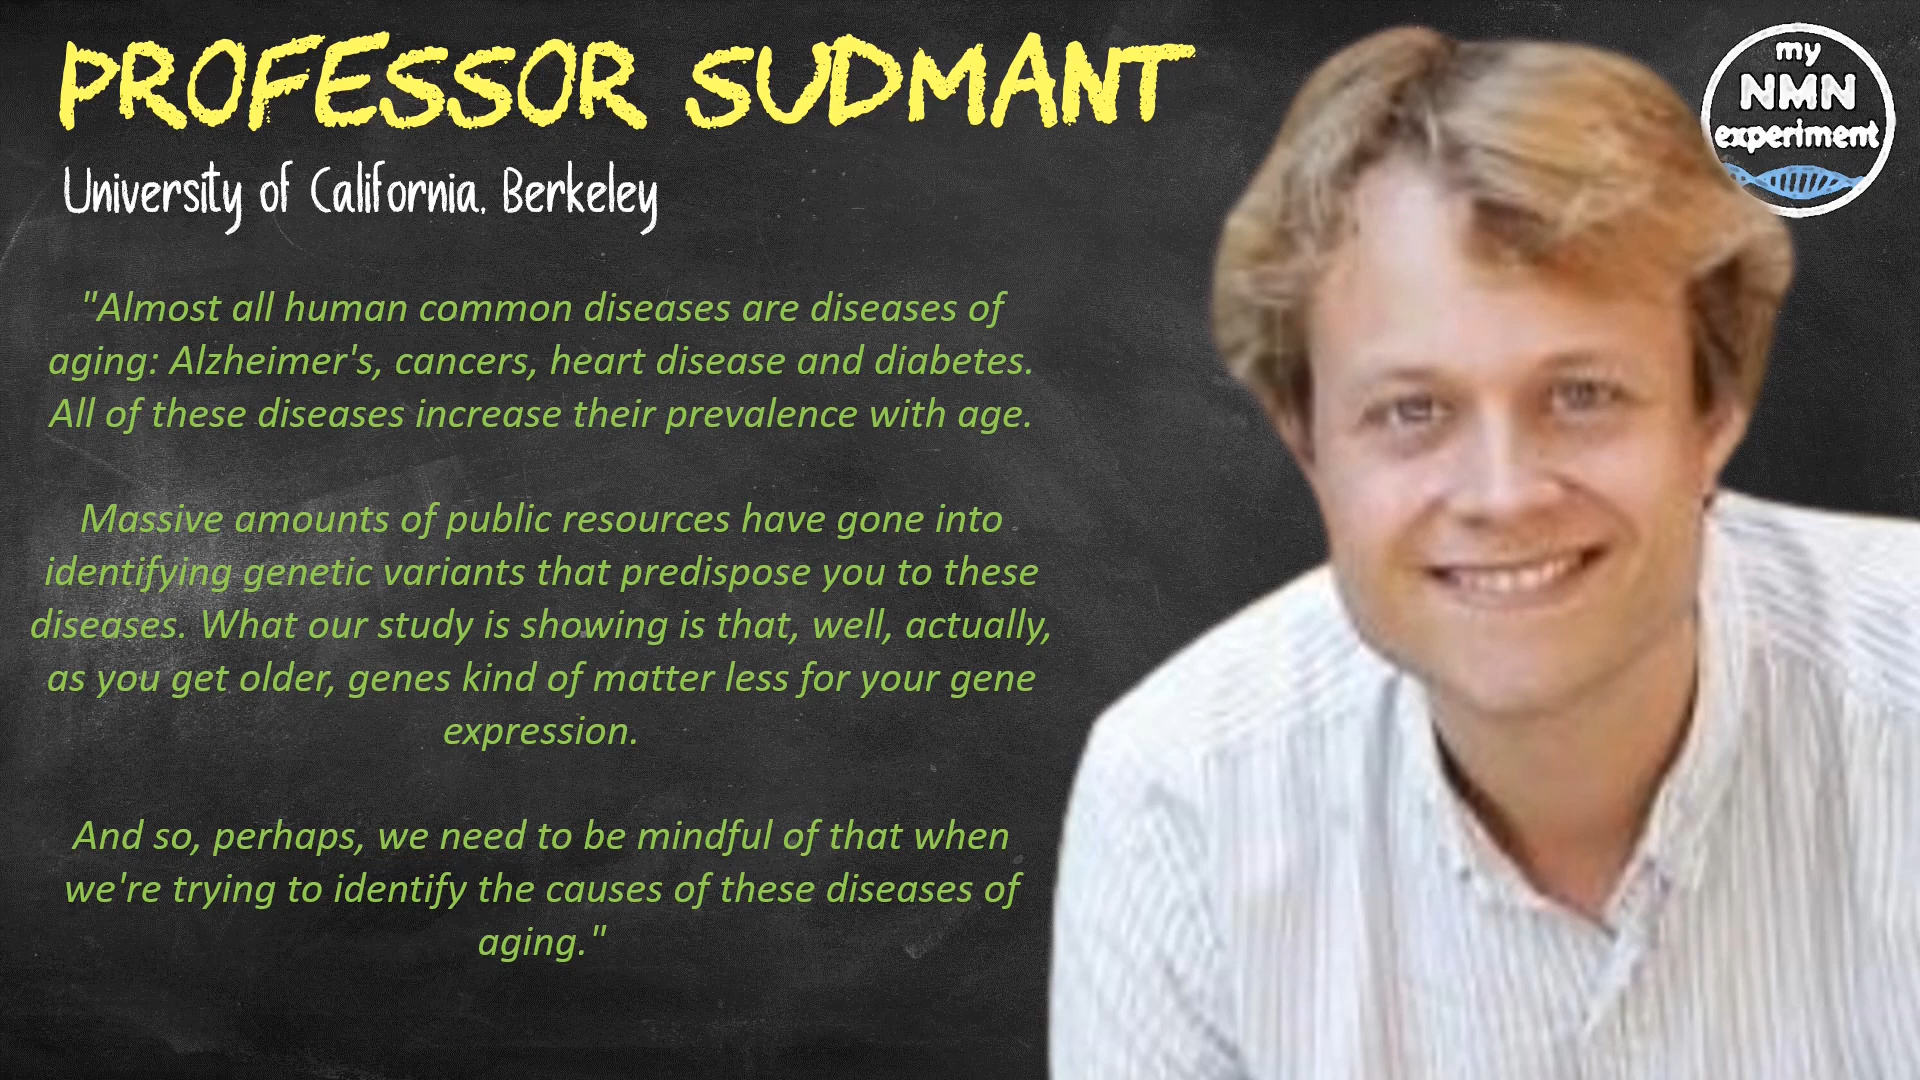 PROFESSOR SUDMANT
University of California, Berkeley
my
NMN
experiment
"Almost all human common diseases are diseases of
aging: Alzheimer's, cancers, heart disease and diabetes.
All of these diseases increase their prevalence with age.
Massive amounts of public resources have gone into
identifying genetic variants that predispose you to these
diseases. What our study is showing is that, well, actually,
as you get older, genes kind of matter less for your gene
expression.
And so, perhaps, we need to be mindful of that when
we're trying to identify the causes of these diseases of
aging."